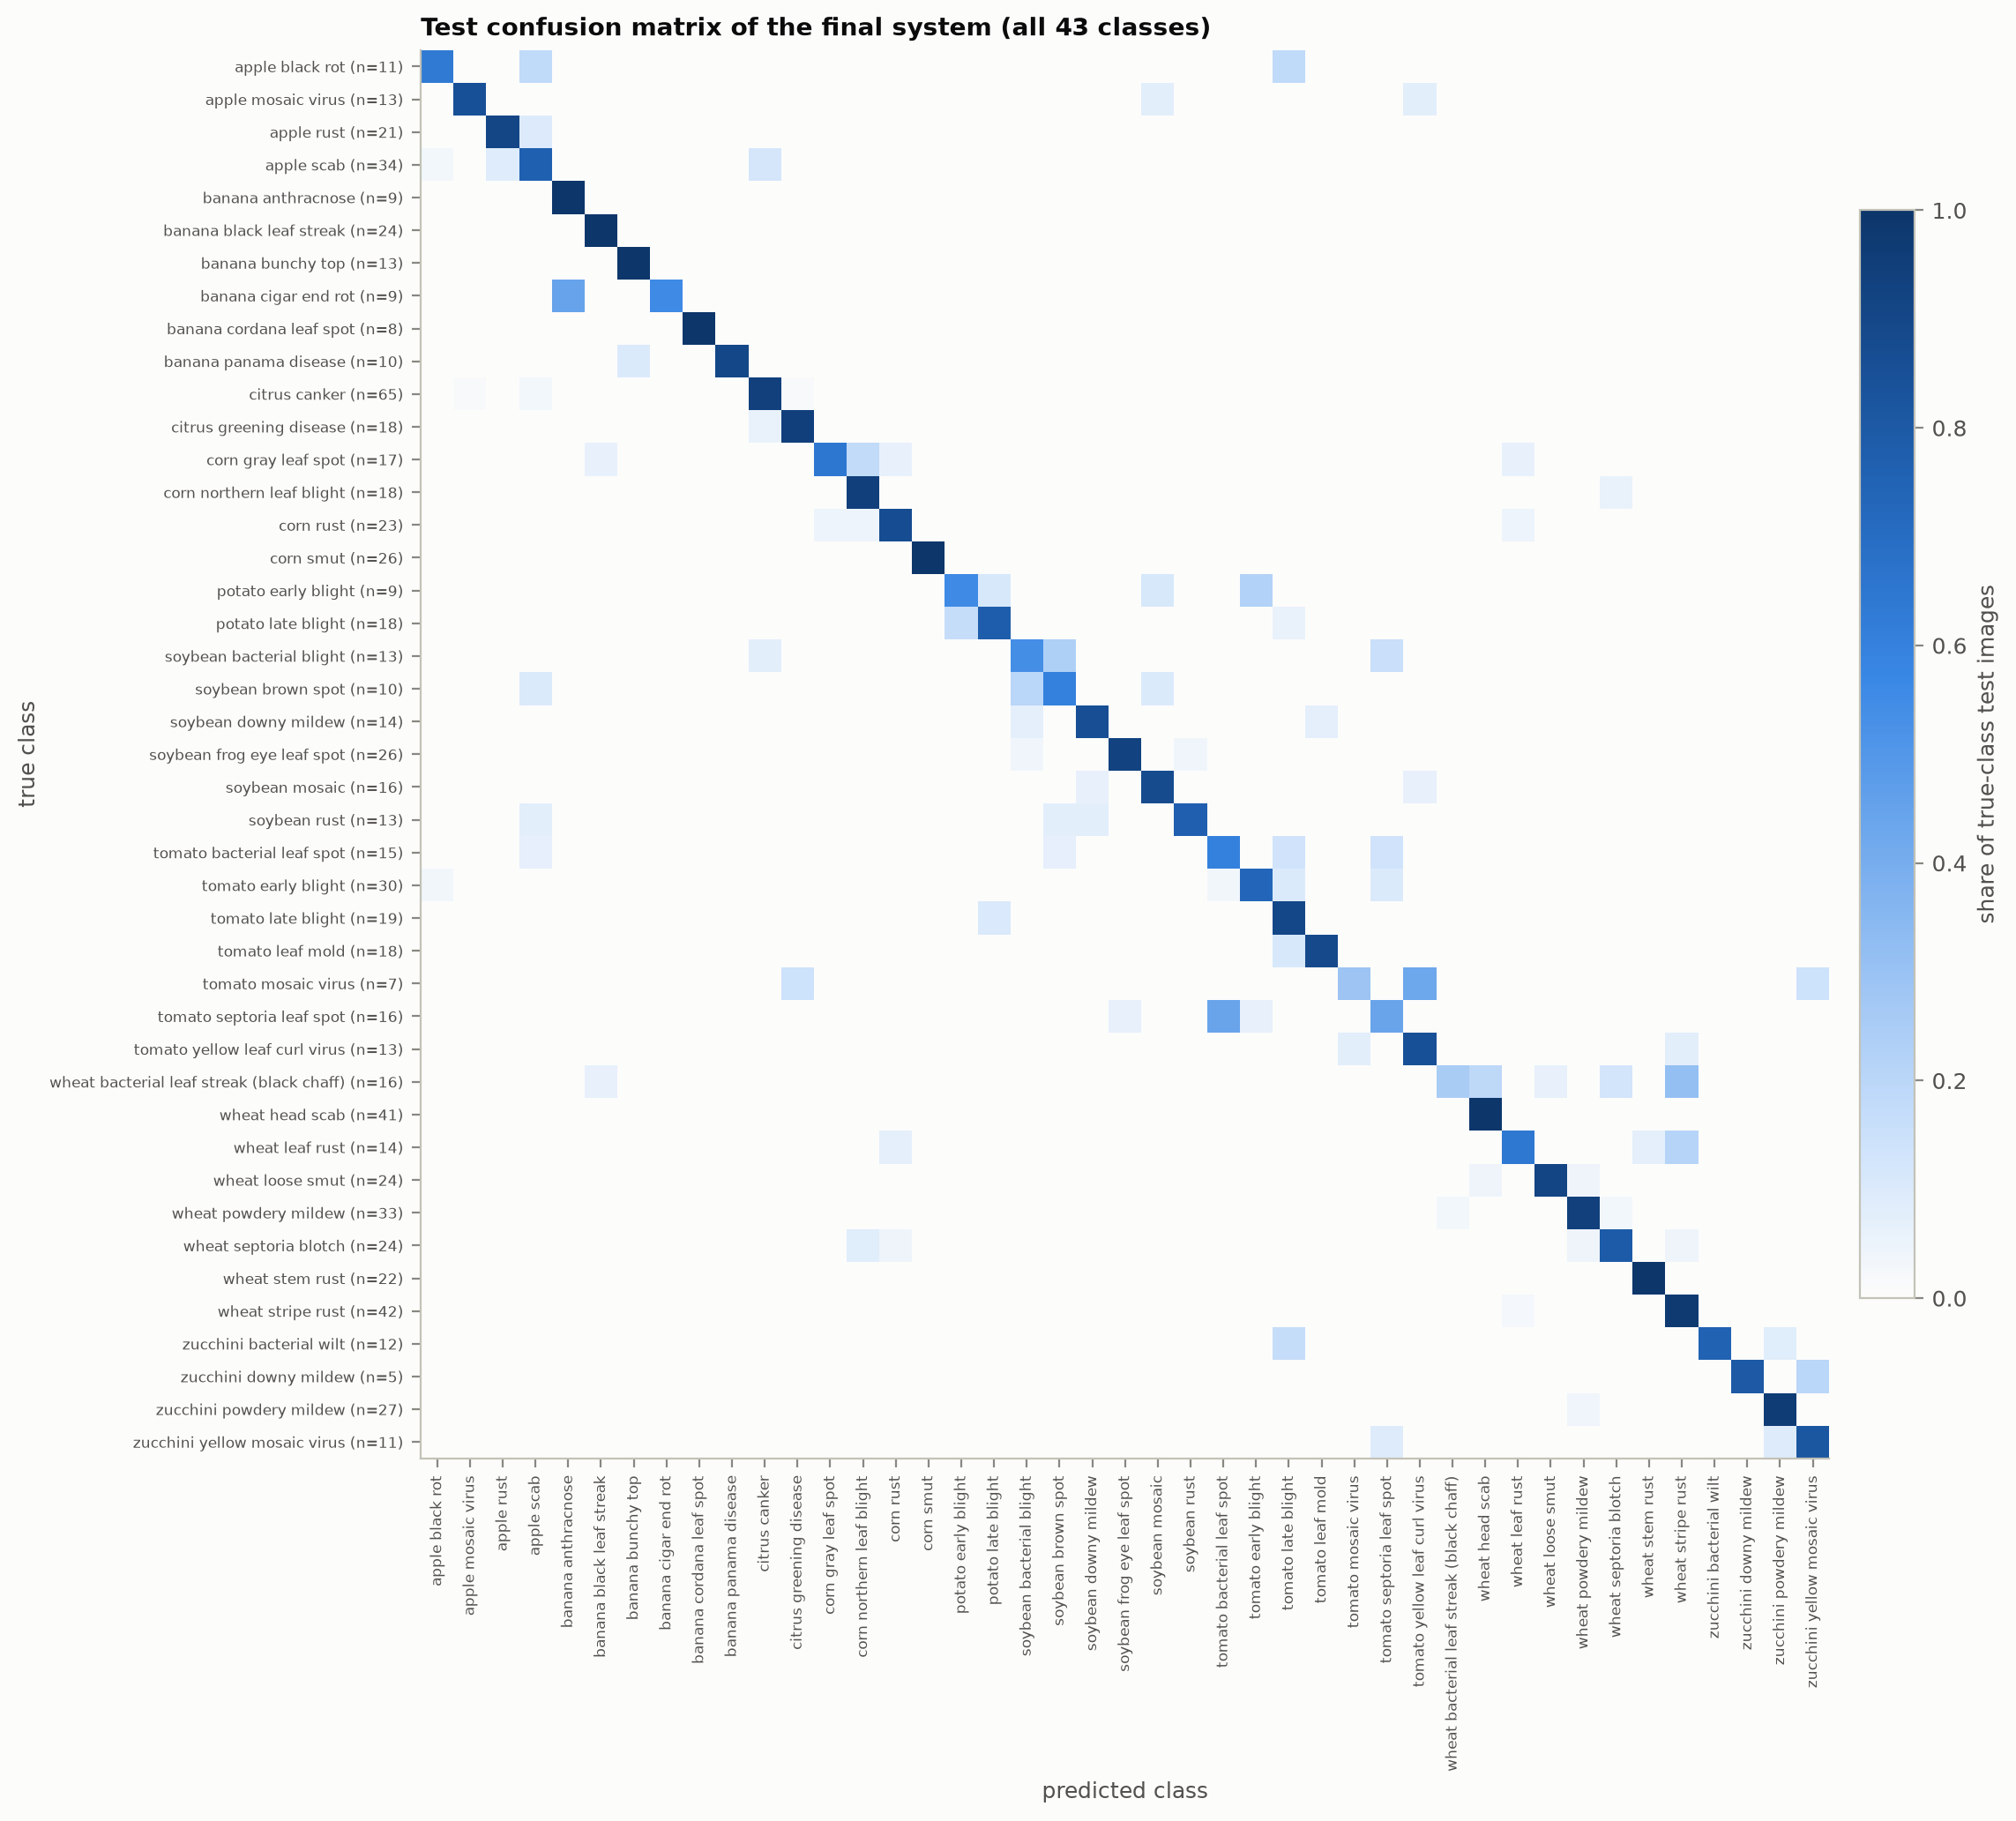 Test confusion matrix of the final system (all 43 classes)
true class
apple black rot (n=11)
apple mosaic virus (n=13)
apple rust (n=21)
apple scab (n=34)
banana anthracnose (n=9)
banana black leaf streak (n=24)
banana bunchy top (n=13)
banana cigar end rot (n=9)
banana cordana leaf spot (n=8)
banana panama disease (n=10)
citrus canker (n=65)
citrus greening disease (n=18)
corn gray leaf spot (n=17)
corn northern leaf blight (n=18)
corn rust (n=23)
corn smut (n=26)
potato early blight (n=9)
potato late blight (n=18)
soybean bacterial blight (n=13)
soybean brown spot (n=10)
soybean downy mildew (n=14)
soybean frog eye leaf spot (n=26)
soybean mosaic (n=16)
soybean rust (n=13)
tomato bacterial leaf spot (n=15)
tomato early blight (n=30)
tomato late blight (n=19)
tomato leaf mold (n=18)
tomato mosaic virus (n=7)
tomato septoria leaf spot (n=16)
tomato yellow leaf curl virus (n=13)
wheat bacterial leaf streak (black chaff) (n=16)
wheat head scab (n=41)
wheat leaf rust (n=14)
wheat loose smut (n=24)
wheat powdery mildew (n=33)
wheat septoria blotch (n=24)
wheat stem rust (n=22)
wheat stripe rust (n=42)
zucchini bacterial wilt (n=12)
zucchini downy mildew (n=5)
zucchini powdery mildew (n=27)
zucchini yellow mosaic virus (n=11)
apple black rot
apple mosaic virus
apple rust
apple scab
banana anthracnose
banana black leaf streak
banana bunchy top
banana cigar end rot
banana cordana leaf spot
banana panama disease
citrus canker
citrus greening disease
corn gray leaf spot
corn northern leaf blight
corn rust
corn smut
potato early blight
potato late blight
soybean bacterial blight
soybean brown spot
soybean downy mildew
soybean frog eye leaf spot
soybean mosaic
soybean rust
tomato bacterial leaf spot
tomato early blight
tomato late blight
tomato leaf mold
tomato mosaic virus
tomato septoria leaf spot
tomato yellow leaf curl virus
wheat bacterial leaf streak (black chaff)
wheat head scab
wheat leaf rust
wheat loose smut
wheat powdery mildew
wheat septoria blotch
wheat stem rust
wheat stripe rust
zucchini bacterial wilt
zucchini downy mildew
zucchini powdery mildew
zucchini yellow mosaic virus
predicted class
1.0
0.8
0.6
0.4
0.2
0.0
share of true-class test images